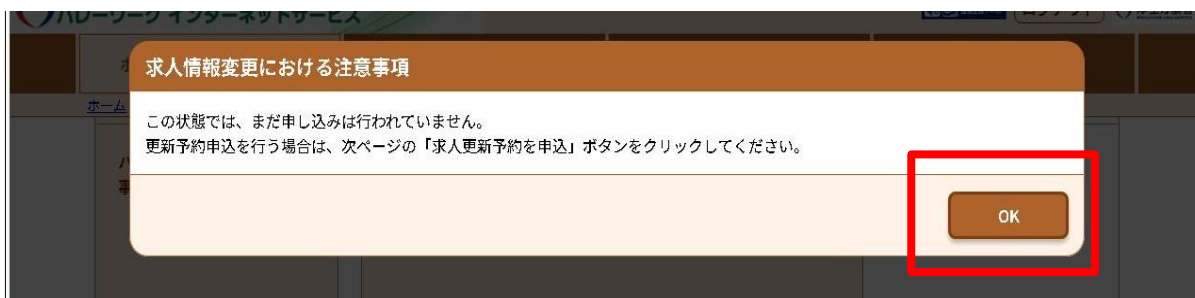 ハローワーク インターネットサービス
ログアウト
求人情報変更における注意事項
ホーム
この状態では、まだ申し込みは行われていません。
更新予約申込を行う場合は、次ページの「求人更新予約を申込」ボタンをクリックしてください。
OK